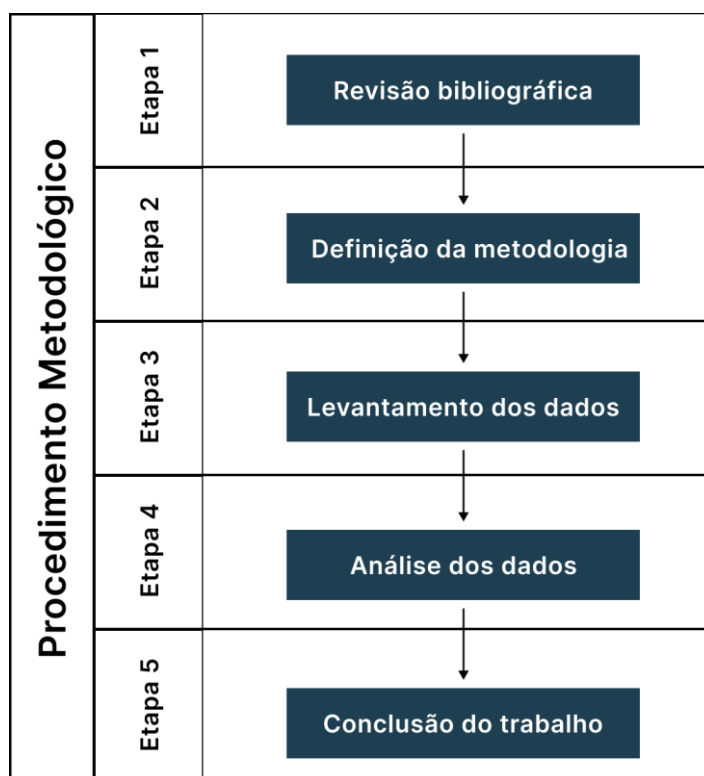 Procedimento Metodológico
Etapa 1
Revisão bibliográfica
Etapa 2
Definição da metodologia
Etapa 3
Levantamento dos dados
Etapa 4
Análise dos dados
Etapa 5
Conclusão do trabalho